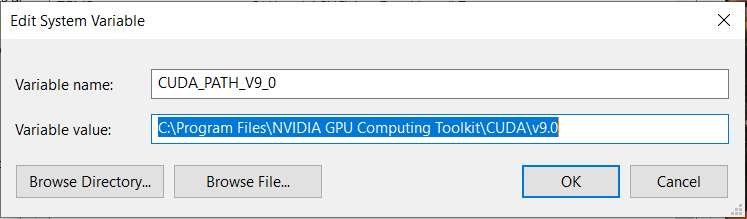 Edit System Variable
Variable name: CUDA_PATH_V9_0
Variable value: C:\Program Files\NVIDIA GPU Computing Toolkit\CUDA\v9.0
Browse Directory... Browse File... OK Cancel